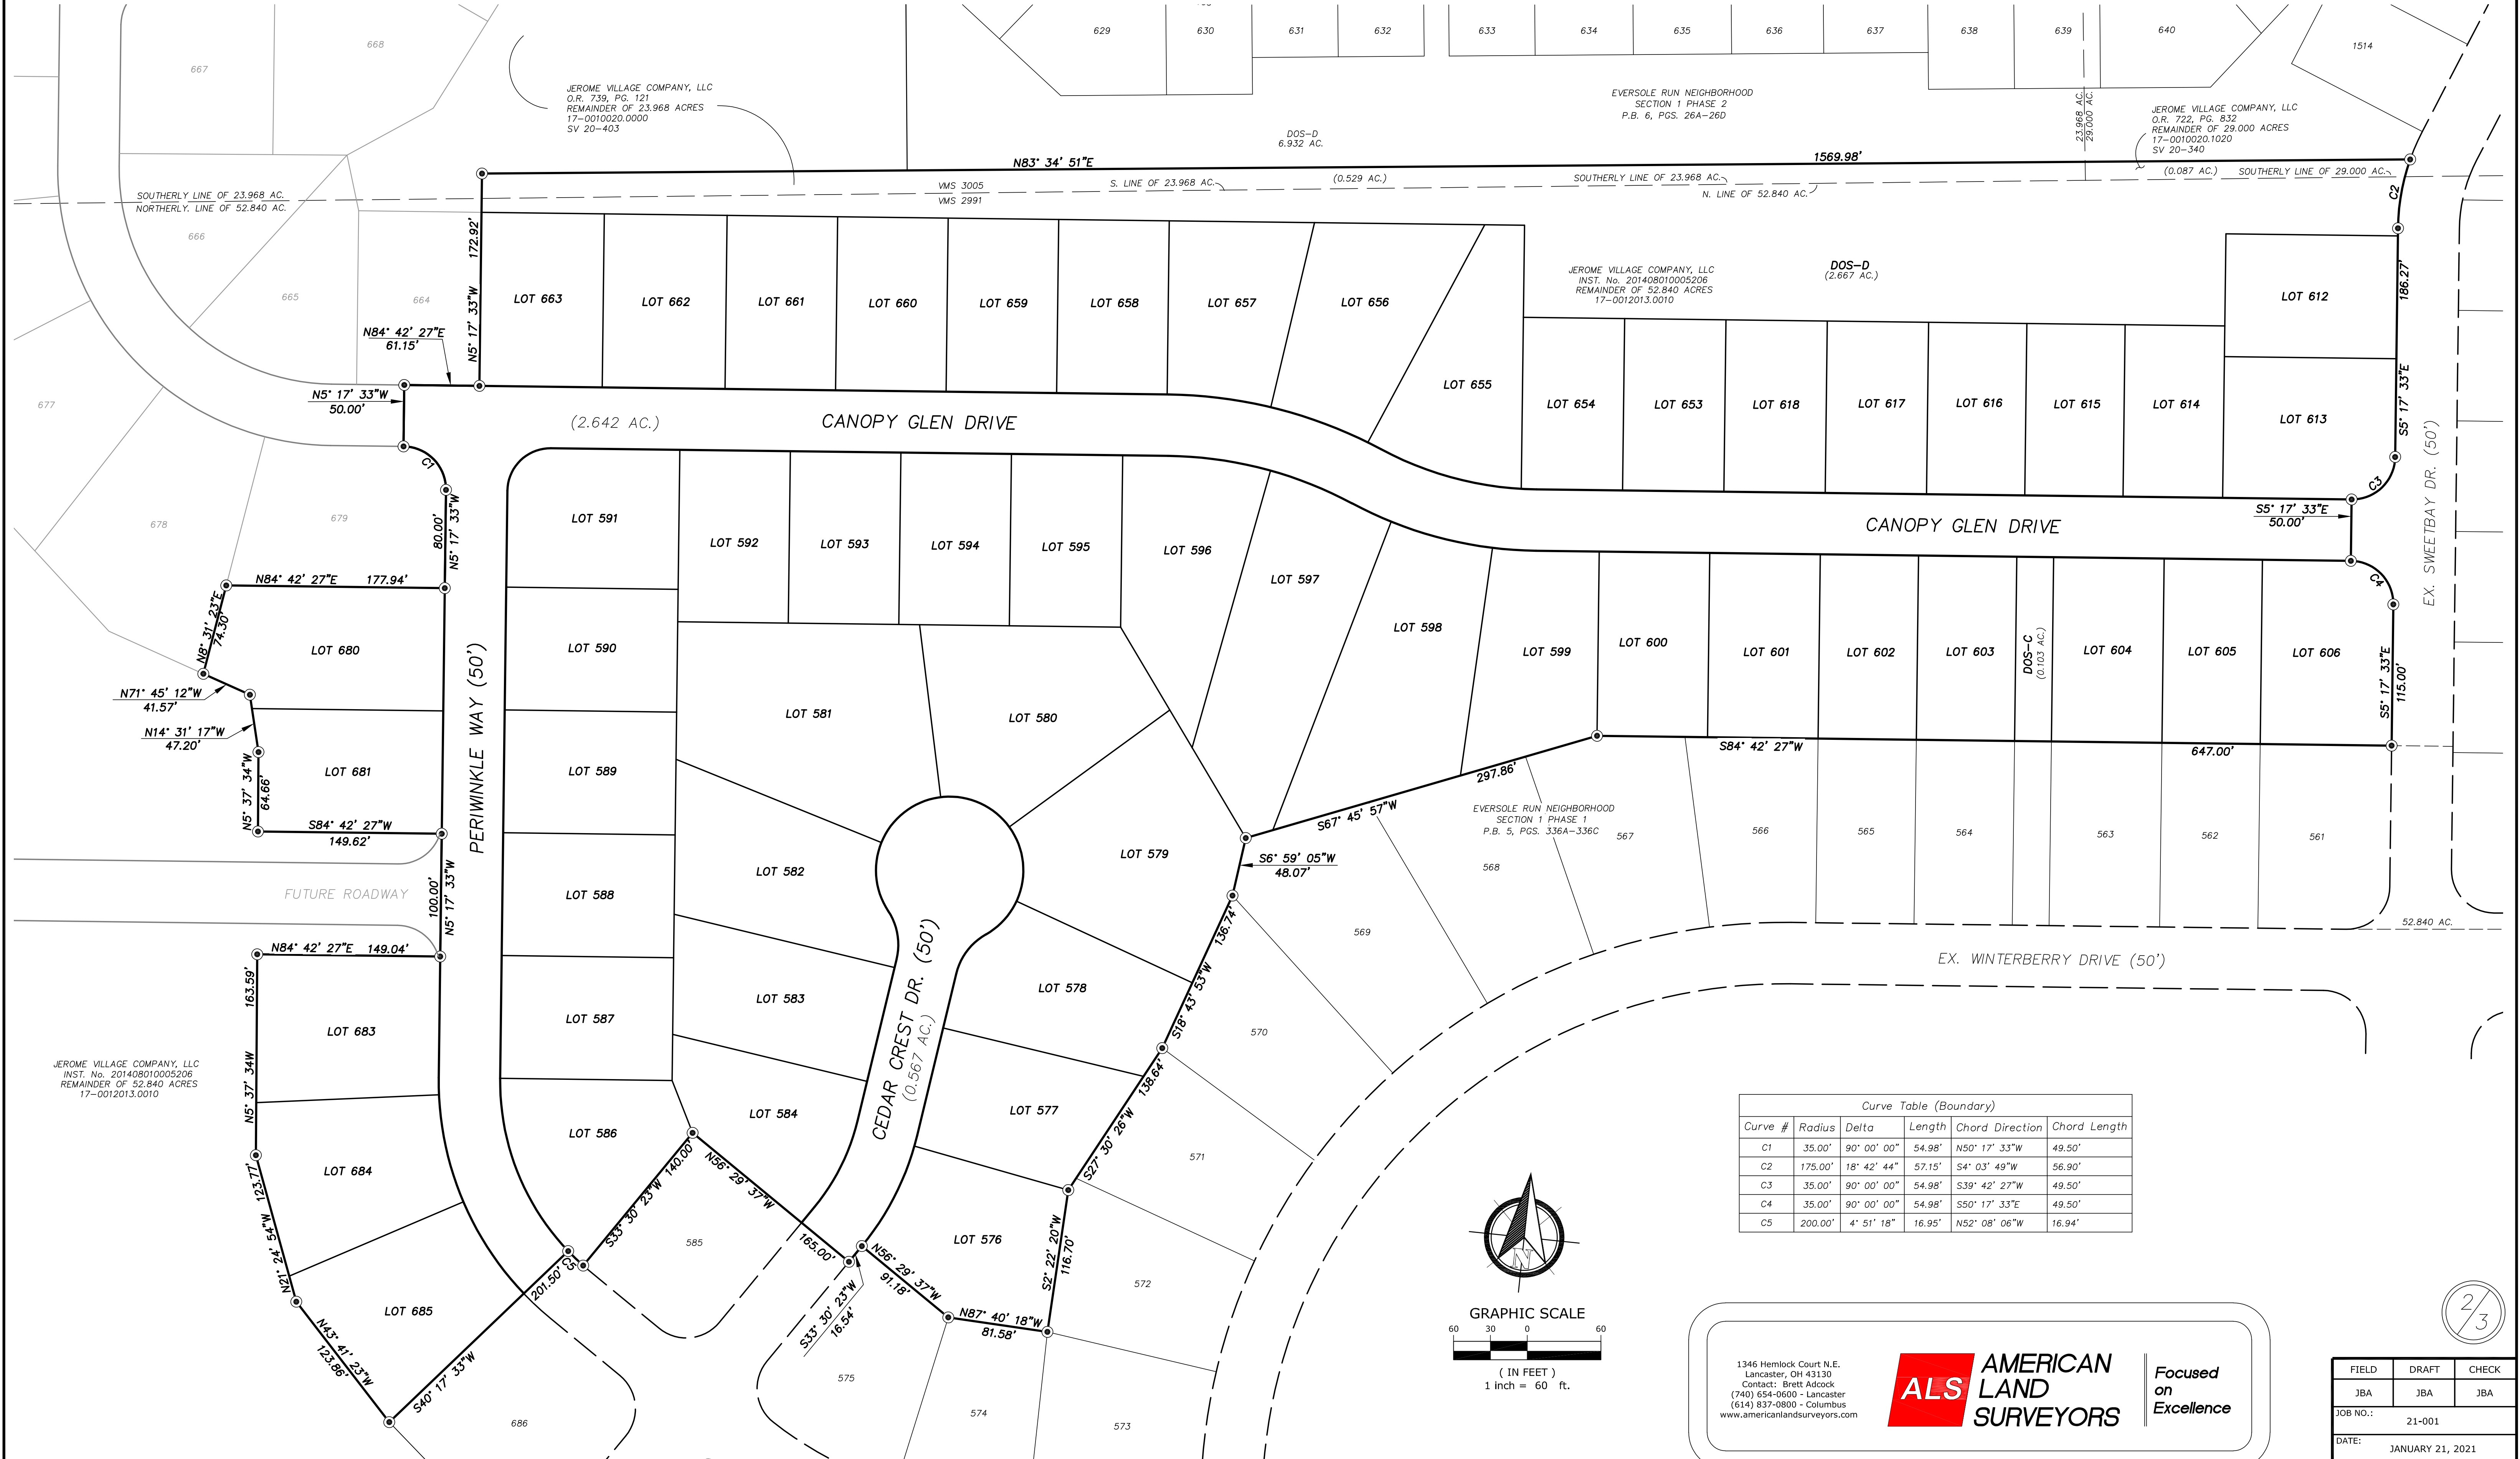 668
667
629
630
631
632
633
634
635
636
637
638
639
640
1514
JEROME VILLAGE COMPANY, LLC
O.R. 739, PG. 121
REMAINDER OF 23.968 ACRES
17-0010020.0000
SV 20-403
EVERSOLE RUN NEIGHBORHOOD
SECTION 1 PHASE 2
P.B. 6, PGS. 26A-26D
23.968 AC.
29.000 AC.
JEROME VILLAGE COMPANY, LLC
O.R. 722, PG. 832
REMAINDER OF 29.000 ACRES
17-0010020.1020
SV 20-340
DOS-D
6.932 AC.
N83° 34' 51"E
1569.98'
SOUTHERLY LINE OF 23.968 AC.
NORTHERLY. LINE OF 52.840 AC.
VMS 3005
VMS 2991
S. LINE OF 23.968 AC.
(0.529 AC.)
SOUTHERLY LINE OF 23.968 AC.
N. LINE OF 52.840 AC.
(0.087 AC.)
SOUTHERLY LINE OF 29.000 AC.
C2
666
665
664
172.92'
N5° 17' 33"W
LOT 663
LOT 662
LOT 661
LOT 660
LOT 659
LOT 658
LOT 657
LOT 656
LOT 655
JEROME VILLAGE COMPANY, LLC
INST. No. 201408010005206
REMAINDER OF 52.840 ACRES
17-0012013.0010
DOS-D
(2.667 AC.)
LOT 612
186.27'
S5° 17' 33"E
N84° 42' 27"E
61.15'
N5° 17' 33"W
50.00'
677
LOT 654
LOT 653
LOT 618
LOT 617
LOT 616
LOT 615
LOT 614
LOT 613
(2.642 AC.)
CANOPY GLEN DRIVE
C1
C3
S5° 17' 33"E
50.00'
EX. SWEETBAY DR. (50')
678
679
80.00'
N5° 17' 33"W
LOT 591
LOT 592
LOT 593
LOT 594
LOT 595
LOT 596
LOT 597
CANOPY GLEN DRIVE
C4
N84° 42' 27"E 177.94'
N8° 31' 23"E
74.30'
LOT 680
LOT 590
LOT 598
LOT 599
LOT 600
LOT 601
LOT 602
LOT 603
DOS-C
(0.103 AC.)
LOT 604
LOT 605
LOT 606
S5° 17' 33"E
115.00'
N71° 45' 12"W
41.57'
N14° 31' 17"W
47.20'
PERIWINKLE WAY (50')
LOT 581
LOT 580
S84° 42' 27"W
647.00'
N5° 37' 34"W
64.66'
LOT 681
LOT 589
S67° 45' 57"W
297.86'
EVERSOLE RUN NEIGHBORHOOD
SECTION 1 PHASE 1
P.B. 5, PGS. 336A-336C
567
566
565
564
563
562
561
S84° 42' 27"W
149.62'
LOT 579
S6° 59' 05"W
48.07'
568
LOT 582
FUTURE ROADWAY
100.00'
N5° 17' 33"W
LOT 588
569
52.840 AC.
EX. WINTERBERRY DRIVE (50')
N84° 42' 27"E 149.04'
163.59'
N5° 37' 34W
S18° 43' 53"W
136.74'
LOT 583
LOT 578
LOT 587
LOT 683
570
CEDAR CREST DR. (50')
(0.567 AC.)
JEROME VILLAGE COMPANY, LLC
INST. No. 201408010005206
REMAINDER OF 52.840 ACRES
17-0012013.0010
LOT 586
LOT 584
LOT 577
S27° 30' 26"W
138.64'
571
LOT 684
N21° 24' 54"W
123.77'
S33° 30' 23"W
140.00'
N56° 29' 37"W
165.00'
585
LOT 576
S2° 22' 20"W
116.70'
572
C5
201.50'
S40° 17' 33"W
LOT 685
N43° 41' 23"W
123.86'
N56° 29' 37"W
91.18'
S33° 30' 23"W
16.54'
N87° 40' 18"W
81.58'
575
574
573
686
Curve Table (Boundary)
Curve # Radius Delta Length Chord Direction Chord Length
C1 35.00' 90° 00' 00" 54.98' N50° 17' 33"W 49.50'
C2 175.00' 18° 42' 44" 57.15' S4° 03' 49"W 56.90'
C3 35.00' 90° 00' 00" 54.98' S39° 42' 27"W 49.50'
C4 35.00' 90° 00' 00" 54.98' S50° 17' 33"E 49.50'
C5 200.00' 4° 51' 18" 16.95' N52° 08' 06"W 16.94'
N
GRAPHIC SCALE
60 30 0 60
( IN FEET )
1 inch = 60 ft.
1346 Hemlock Court N.E.
Lancaster, OH 43130
Contact: Brett Adcock
(740) 654-0600 - Lancaster
(614) 837-0800 - Columbus
www.americanlandsurveyors.com
ALS
AMERICAN
LAND
SURVEYORS
Focused
on
Excellence
2/3
FIELD DRAFT CHECK
JBA JBA JBA
JOB NO.:
21-001
DATE:
JANUARY 21, 2021